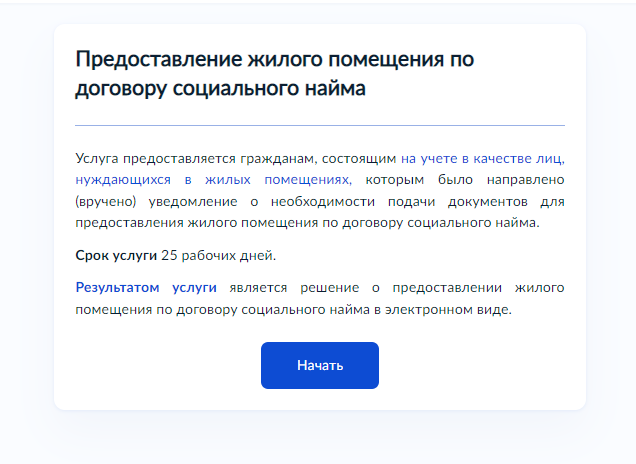 Предоставление жилого помещения по
договору социального найма
Услуга предоставляется гражданам, состоящим на учете в качестве лиц,
нуждающихся в жилых помещениях, которым было направлено
(вручено) уведомление о необходимости подачи документов для
предоставления жилого помещения по договору социального найма.
Срок услуги 25 рабочих дней.
Результатом услуги является решение о предоставлении жилого
помещения по договору социального найма в электронном виде.
Начать